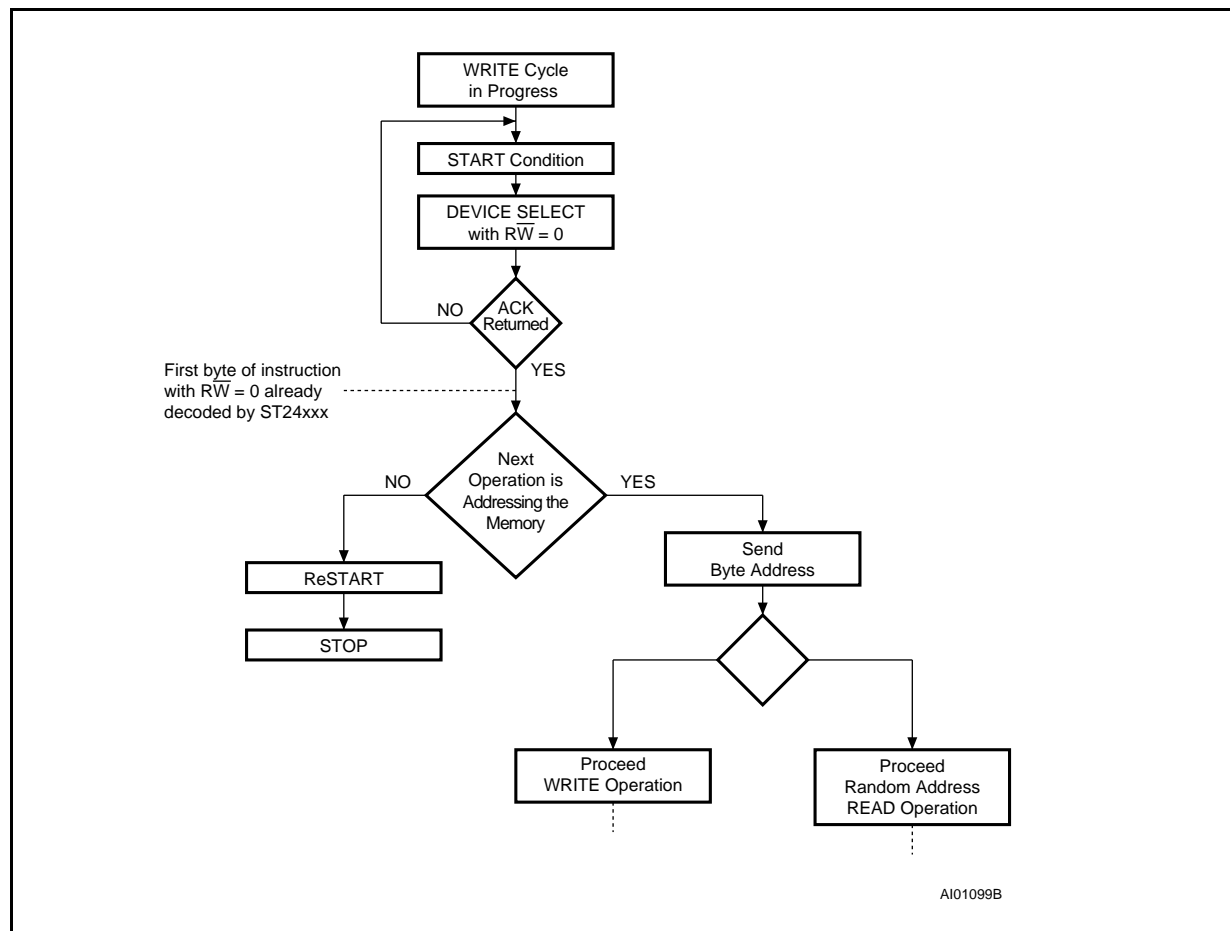 WRITE Cycle
in Progress
START Condition
DEVICE SELECT
with RW̅ = 0
ACK
Returned
NO
YES
First byte of instruction
with RW̅ = 0 already
decoded by ST24xxx
Next
Operation is
Addressing the
Memory
NO
YES
Send
Byte Address
ReSTART
STOP
Proceed
WRITE Operation
Proceed
Random Address
READ Operation
AI01099B